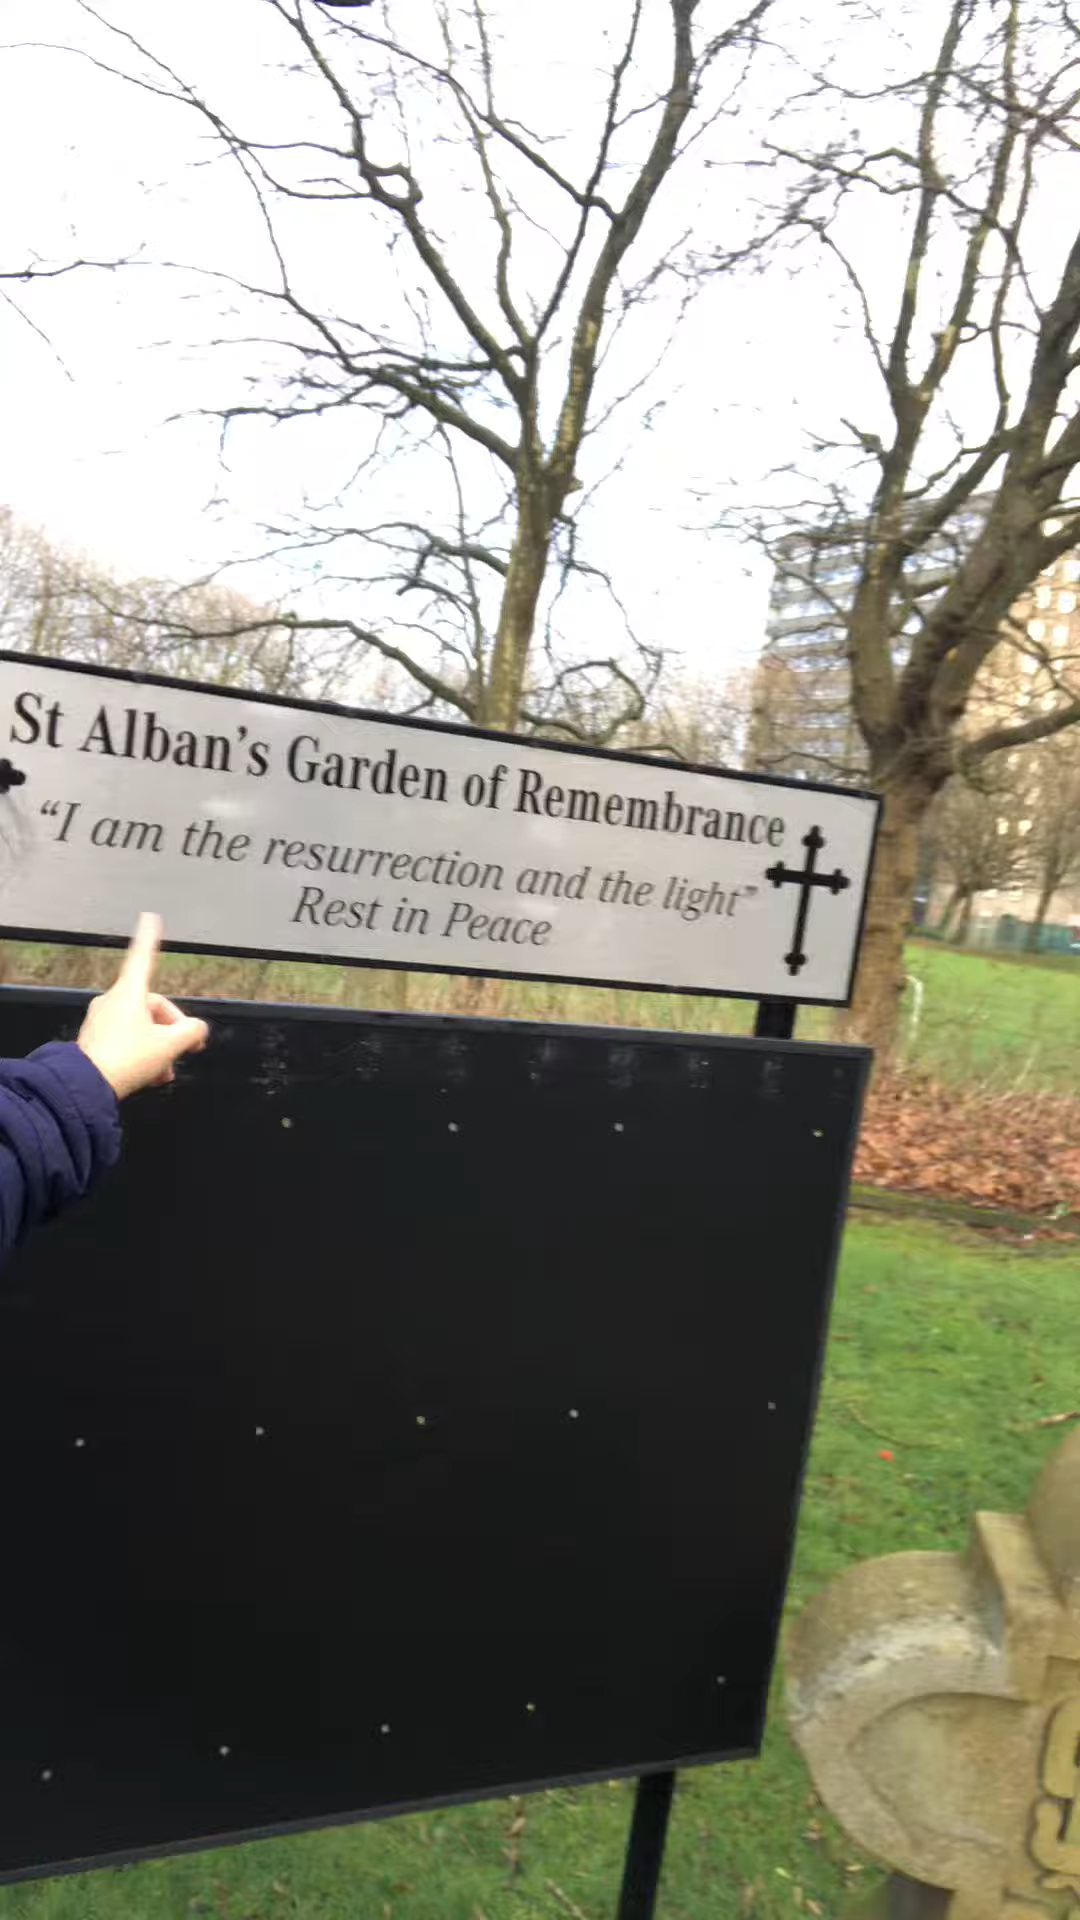 St Alban's Garden of Remembrance
“I am the resurrection and the light”
Rest in Peace